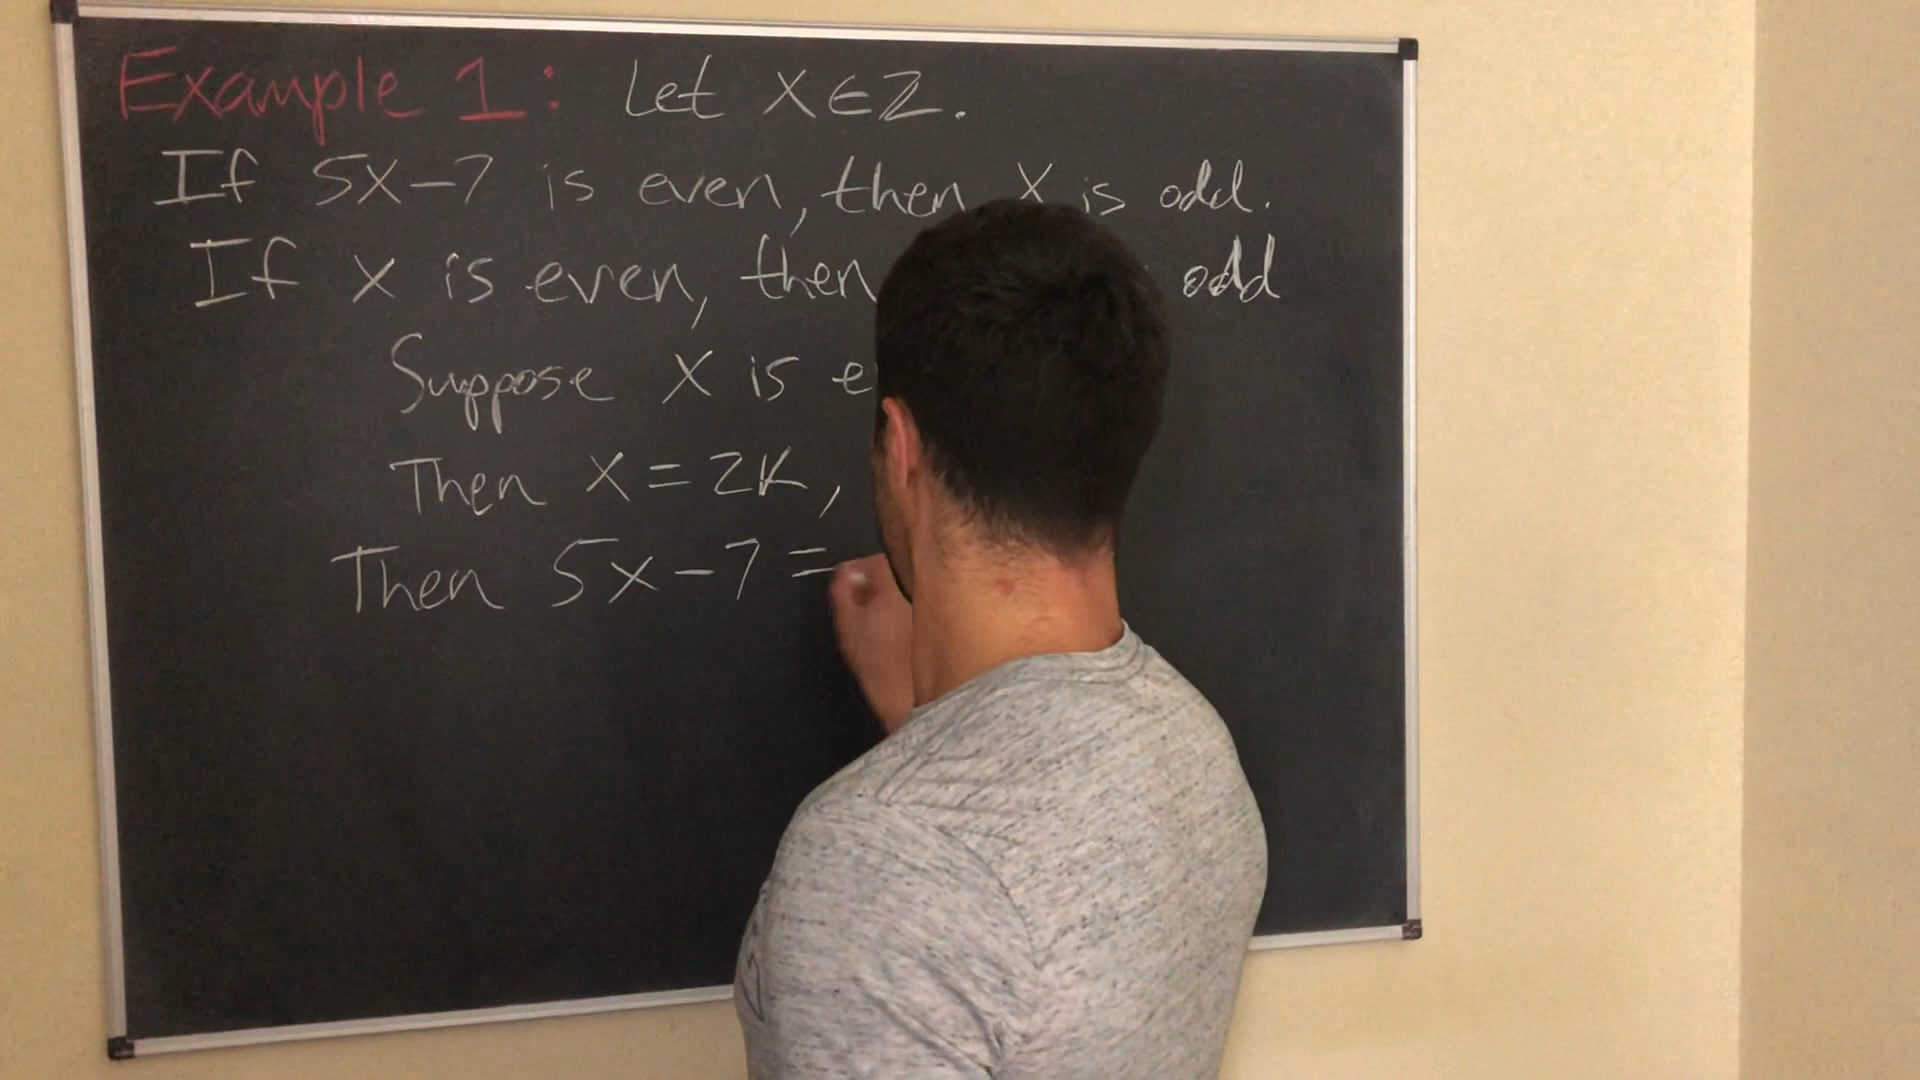 Example 1: Let X ∈ Z.
If 5x-7 is even, then X is odd.
If x is even, then odd
Suppose X is
Then x = 2k,
Then 5x-7 =